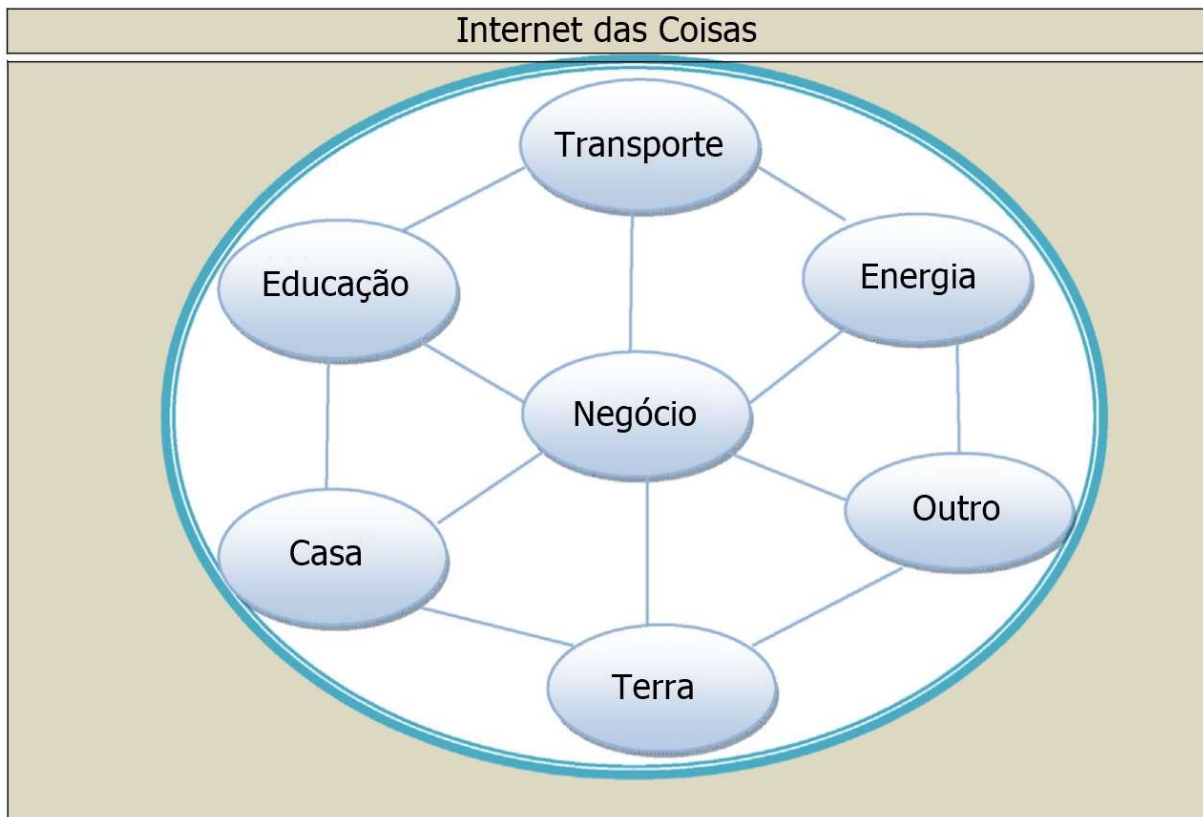 Internet das Coisas
Transporte
Educação
Energia
Negócio
Outro
Casa
Terra